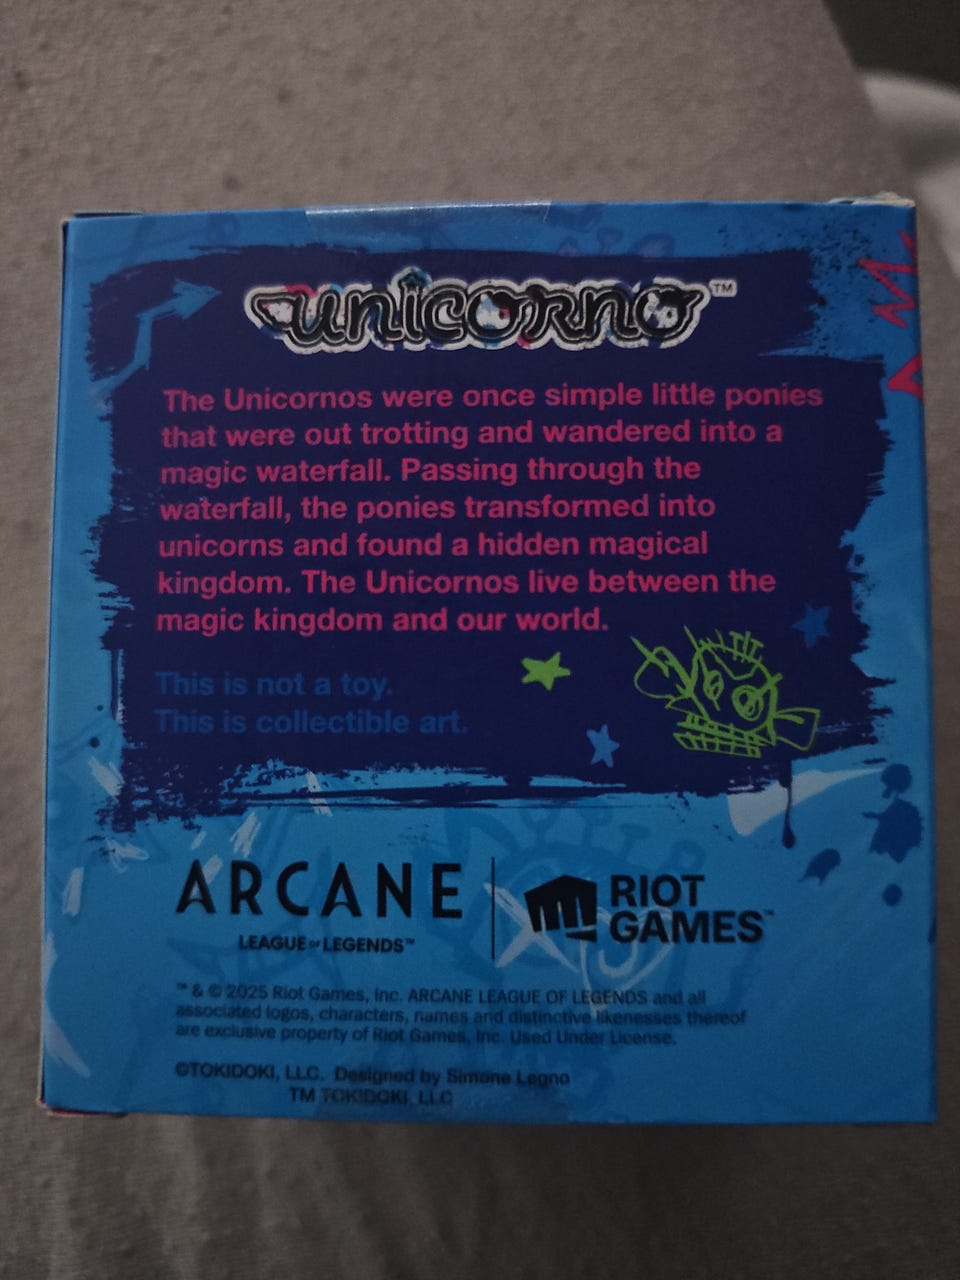 unicorno™
The Unicornos were once simple little ponies
that were out trotting and wandered into a
magic waterfall. Passing through the
waterfall, the ponies transformed into
unicorns and found a hidden magical
kingdom. The Unicornos live between the
magic kingdom and our world.
This is not a toy.
This is collectible art.
ARCANE
LEAGUE OF LEGENDS™
RIOT
GAMES™
™ & © 2025 Riot Games, Inc. ARCANE LEAGUE OF LEGENDS and all
associated logos, characters, names and distinctive likenesses thereof
are exclusive property of Riot Games, Inc. Used Under License.
©TOKIDOKI, LLC. Designed by Simone Legno
TM TOKIDOKI, LLC